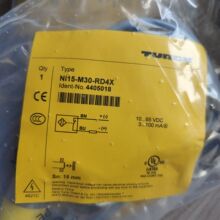 TURCK
Qty Type
1 NI15-M30-RD4X
Ident-No. 4405018
10...65 VDC
3...100 mA
BN
BU
Sn: 15 mm